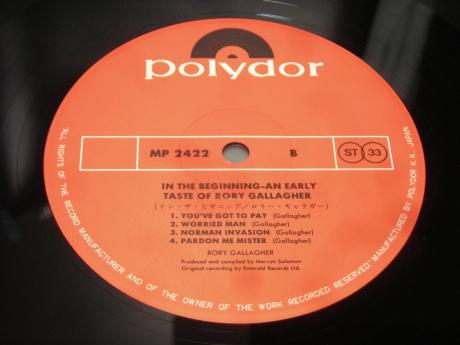 polydor
MP 2422 B ST 33
IN THE BEGINNING-AN EARLY
TASTE OF RORY GALLAGHER
(イン・ザ・ビギニング/ロリー・ギャラガー)
1. YOU'VE GOT TO PAY (Gallagher)
2. WORRIED MAN (Gallagher)
3. NORMAN INVASION (Gallagher)
4. PARDON ME MISTER (Gallagher)
RORY GALLAGHER
Produced and compiled by Mervyn Solomon
Original recording by Emerald Records Ltd.
ALL RIGHTS OF THE RECORD MANUFACTURER AND OF THE OWNER OF THE WORK RECORDED RESERVED· MANUFACTURED BY POLYDOR K.K. JAPAN